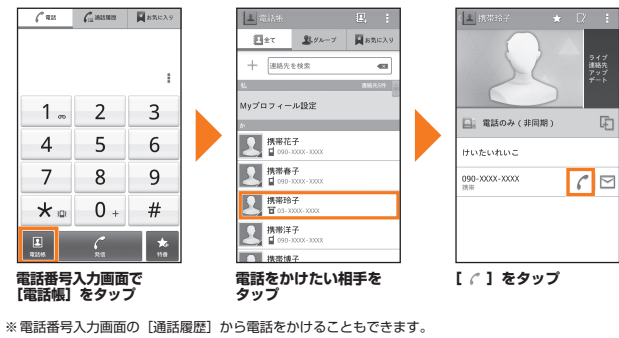 電話
通話履歴
お気に入り
1
2
3
4
5
6
7
8
9
0 +
#
電話帳
発信
特番
電話番号入力画面で
[電話帳]をタップ
電話帳
全て
グループ
お気に入り
連絡先を検索
私
連絡先5件
Myプロフィール設定
か
携帯花子
090-XXXX-XXXX
携帯春子
090-XXXX-XXXX
携帯玲子
03-XXXX-XXXX
携帯洋子
090-XXXX-XXXX
携帯博子
電話をかけたい相手を
タップ
携帯玲子
ライブ
連絡先
アップ
デート
電話のみ(非同期)
けいたいれいこ
090-XXXX-XXXX
携帯
[ ]をタップ
※電話番号入力画面の[通話履歴]から電話をかけることもできます。